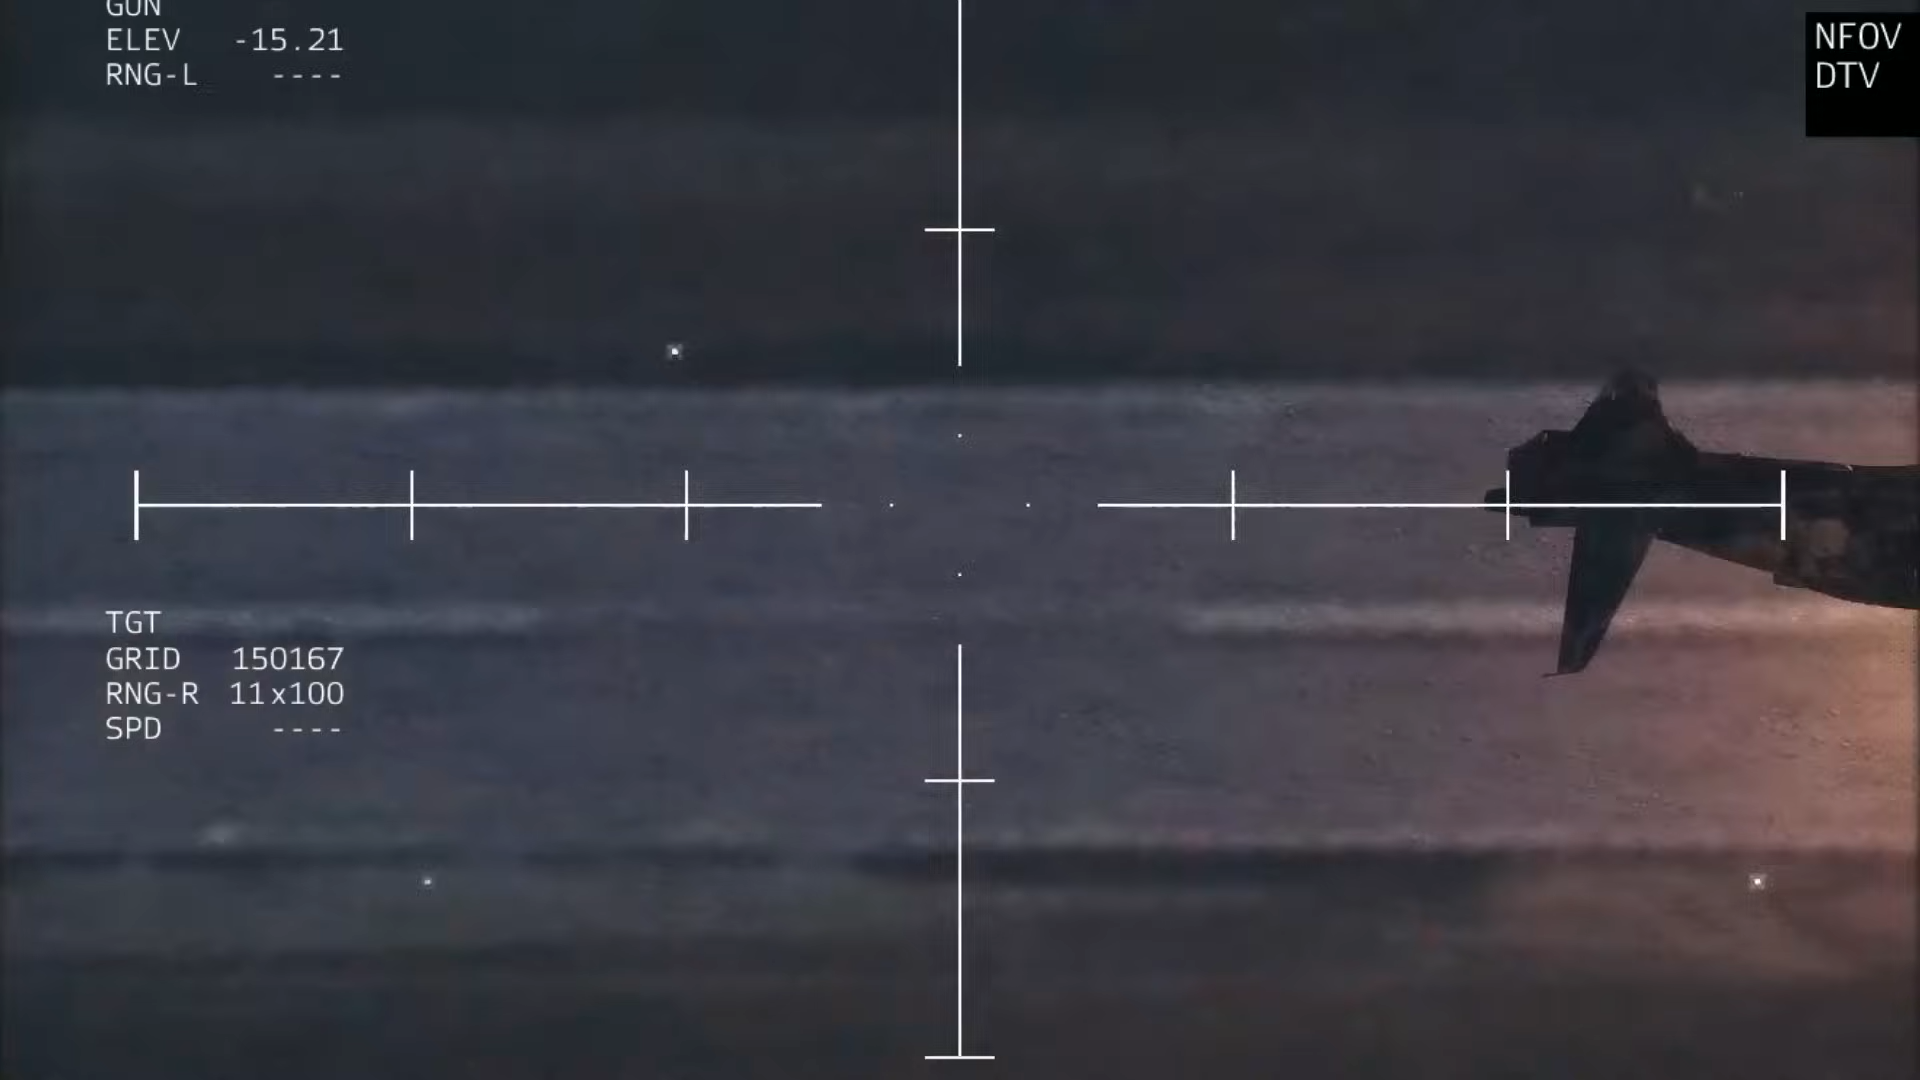 GUN
ELEV -15.21
RNG-L ----
NFOV
DTV
TGT
GRID 150167
RNG-R 11x100
SPD ----